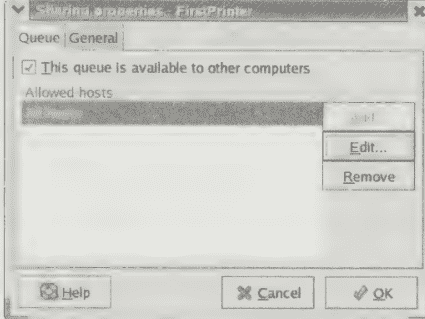 Sharing properties - FirstPrinter
Queue General
This queue is available to other computers
Allowed hosts
Edit...
Remove
Help
Cancel
OK